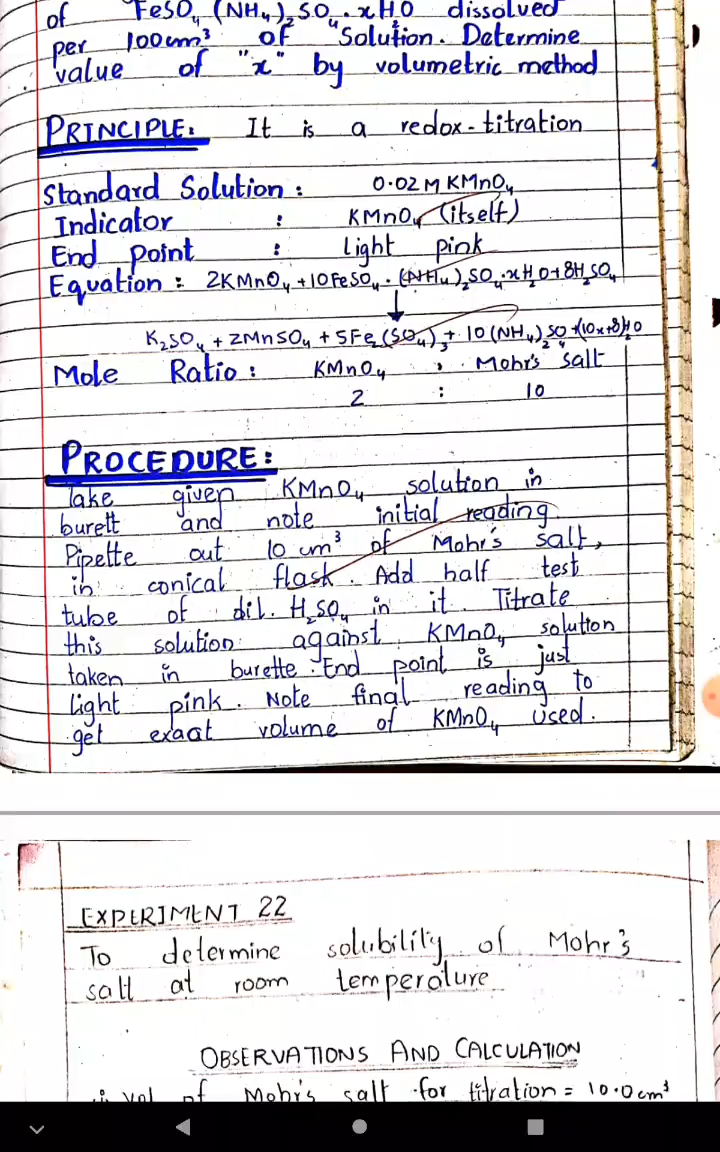 of FeSO₄(NH₄)₂SO₄·xH₂O dissolved
per 100cm³ of Solution. Determine
value of "x" by volumetric method
PRINCIPLE: It is a redox-titration
Standard Solution: 0.02 M KMnO₄
Indicator : KMnO₄ (itself)
End Point : Light pink
Equation : 2KMnO₄+10FeSO₄·(NH₄)₂SO₄·xH₂O+8H₂SO₄
↓
K₂SO₄+2MnSO₄+5Fe₂(SO₄)₃+10(NH₄)₂SO₄+(10x+8)H₂O
Mole Ratio: KMnO₄ : Mohr's Salt
2 : 10
PROCEDURE:
Take given KMnO₄ solution in
burett and note initial reading
Pipette out 10 cm³ of Mohr's salt,
in conical flask. Add half test
tube of dil. H₂SO₄ in it. Titrate
this solution against KMnO₄ solution
taken in burette. End point is just
Light pink. Note final reading to
get exaat volume of KMnO₄ used.
EXPERIMENT 22
To determine solubility of Mohr's
salt at room temperature
OBSERVATIONS AND CALCULATION
vol of Mohr's salt for titration = 10.0cm³